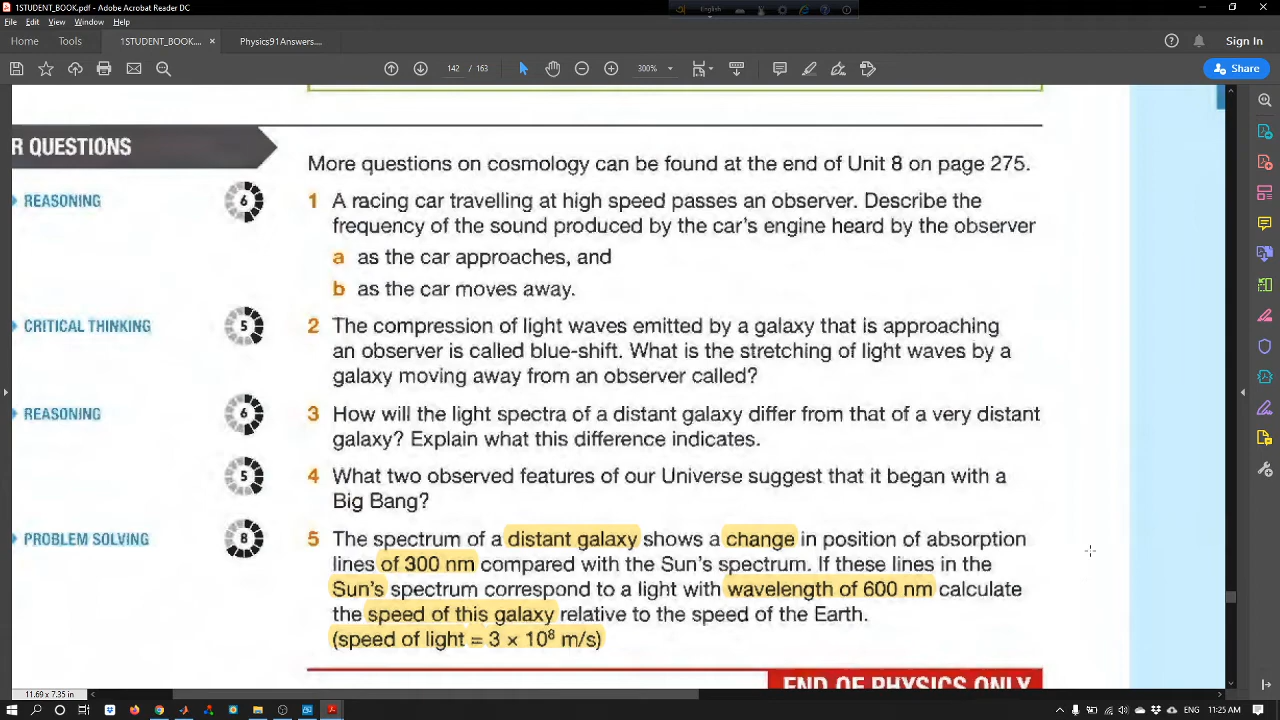 1STUDENT_BOOK.pdf - Adobe Acrobat Reader DC
English
File Edit View Window Help
Home Tools 1STUDENT_BOOK.... × Physics91Answers.... Sign In
142 / 163 300% Share
R QUESTIONS
More questions on cosmology can be found at the end of Unit 8 on page 275.
REASONING 6 1 A racing car travelling at high speed passes an observer. Describe the
frequency of the sound produced by the car's engine heard by the observer
a as the car approaches, and
b as the car moves away.
CRITICAL THINKING 5 2 The compression of light waves emitted by a galaxy that is approaching
an observer is called blue-shift. What is the stretching of light waves by a
galaxy moving away from an observer called?
REASONING 6 3 How will the light spectra of a distant galaxy differ from that of a very distant
galaxy? Explain what this difference indicates.
5 4 What two observed features of our Universe suggest that it began with a
Big Bang?
PROBLEM SOLVING 8 5 The spectrum of a distant galaxy shows a change in position of absorption
lines of 300 nm compared with the Sun's spectrum. If these lines in the
Sun's spectrum correspond to a light with wavelength of 600 nm calculate
the speed of this galaxy relative to the speed of the Earth.
(speed of light = 3 × 10⁸ m/s)
END OF PHYSICS ONLY
11.69 x 7.35 in
11:25 AM